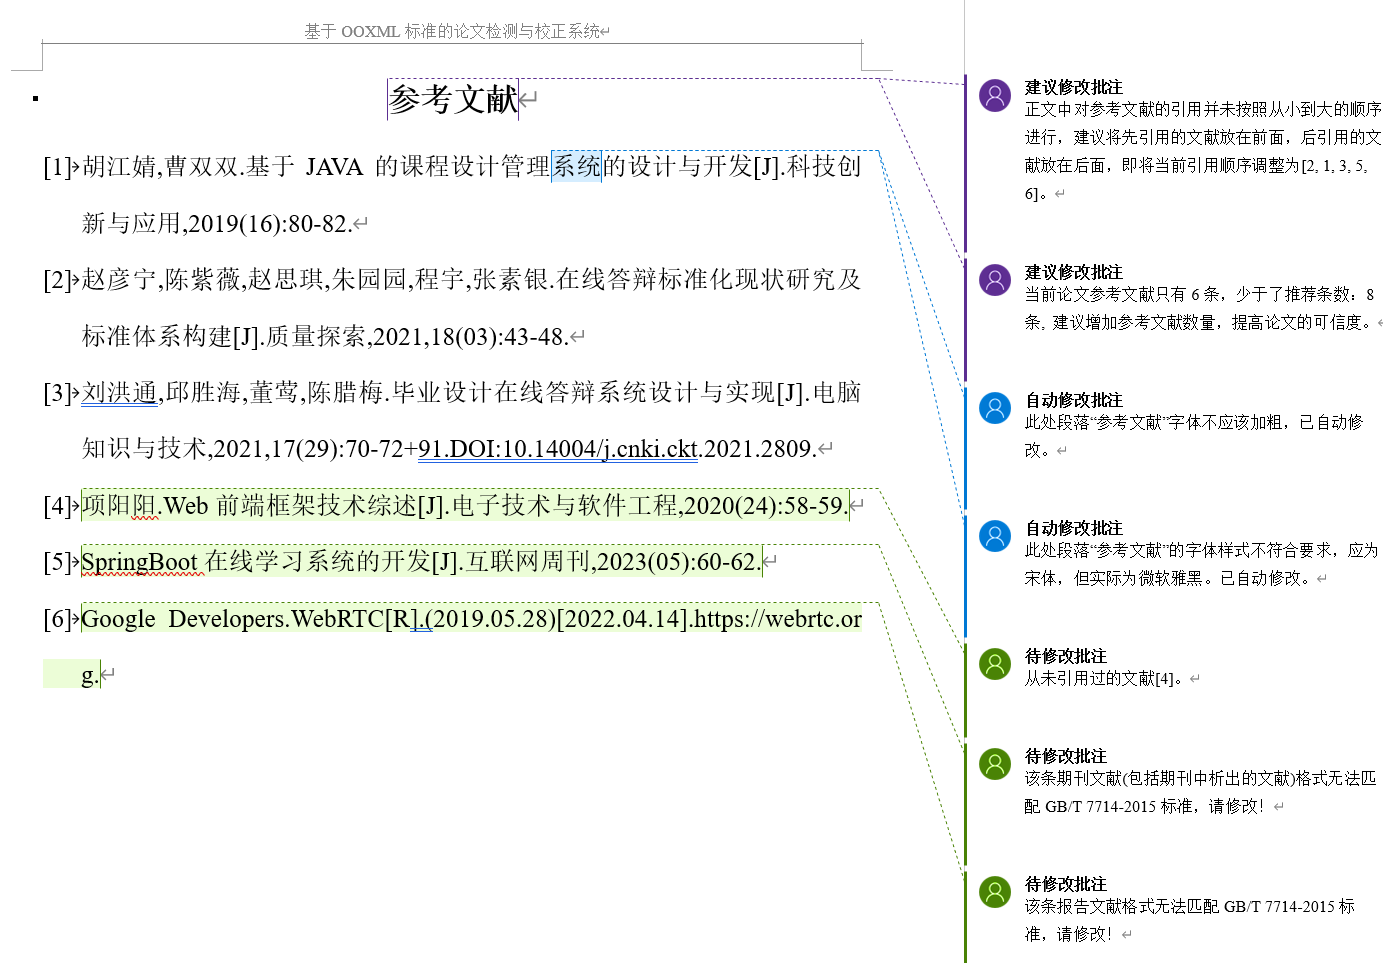 基于 OOXML 标准的论文检测与校正系统
参考文献
[1] 胡江婧,曹双双.基于 JAVA 的课程设计管理系统的设计与开发[J].科技创
新与应用,2019(16):80-82.
[2] 赵彦宁,陈紫薇,赵思琪,朱园园,程宇,张素银.在线答辩标准化现状研究及
标准体系构建[J].质量探索,2021,18(03):43-48.
[3] 刘洪通,邱胜海,董莺,陈腊梅.毕业设计在线答辩系统设计与实现[J].电脑
知识与技术,2021,17(29):70-72+91.DOI:10.14004/j.cnki.ckt.2021.2809.
[4] 项阳阳.Web 前端框架技术综述[J].电子技术与软件工程,2020(24):58-59.
[5] SpringBoot 在线学习系统的开发[J].互联网周刊,2023(05):60-62.
[6] Google Developers.WebRTC[R].(2019.05.28)[2022.04.14].https://webrtc.or
g.
建议修改批注
正文中对参考文献的引用并未按照从小到大的顺序
进行，建议将先引用的文献放在前面，后引用的文
献放在后面，即将当前引用顺序调整为[2, 1, 3, 5,
6]。
建议修改批注
当前论文参考文献只有 6 条，少于了推荐条数：8
条, 建议增加参考文献数量，提高论文的可信度。
自动修改批注
此处段落“参考文献”字体不应该加粗，已自动修
改。
自动修改批注
此处段落“参考文献”的字体样式不符合要求，应为
宋体，但实际为微软雅黑。已自动修改。
待修改批注
从未引用过的文献[4]。
待修改批注
该条期刊文献(包括期刊中析出的文献)格式无法匹
配 GB/T 7714-2015 标准，请修改！
待修改批注
该条报告文献格式无法匹配 GB/T 7714-2015 标
准，请修改！